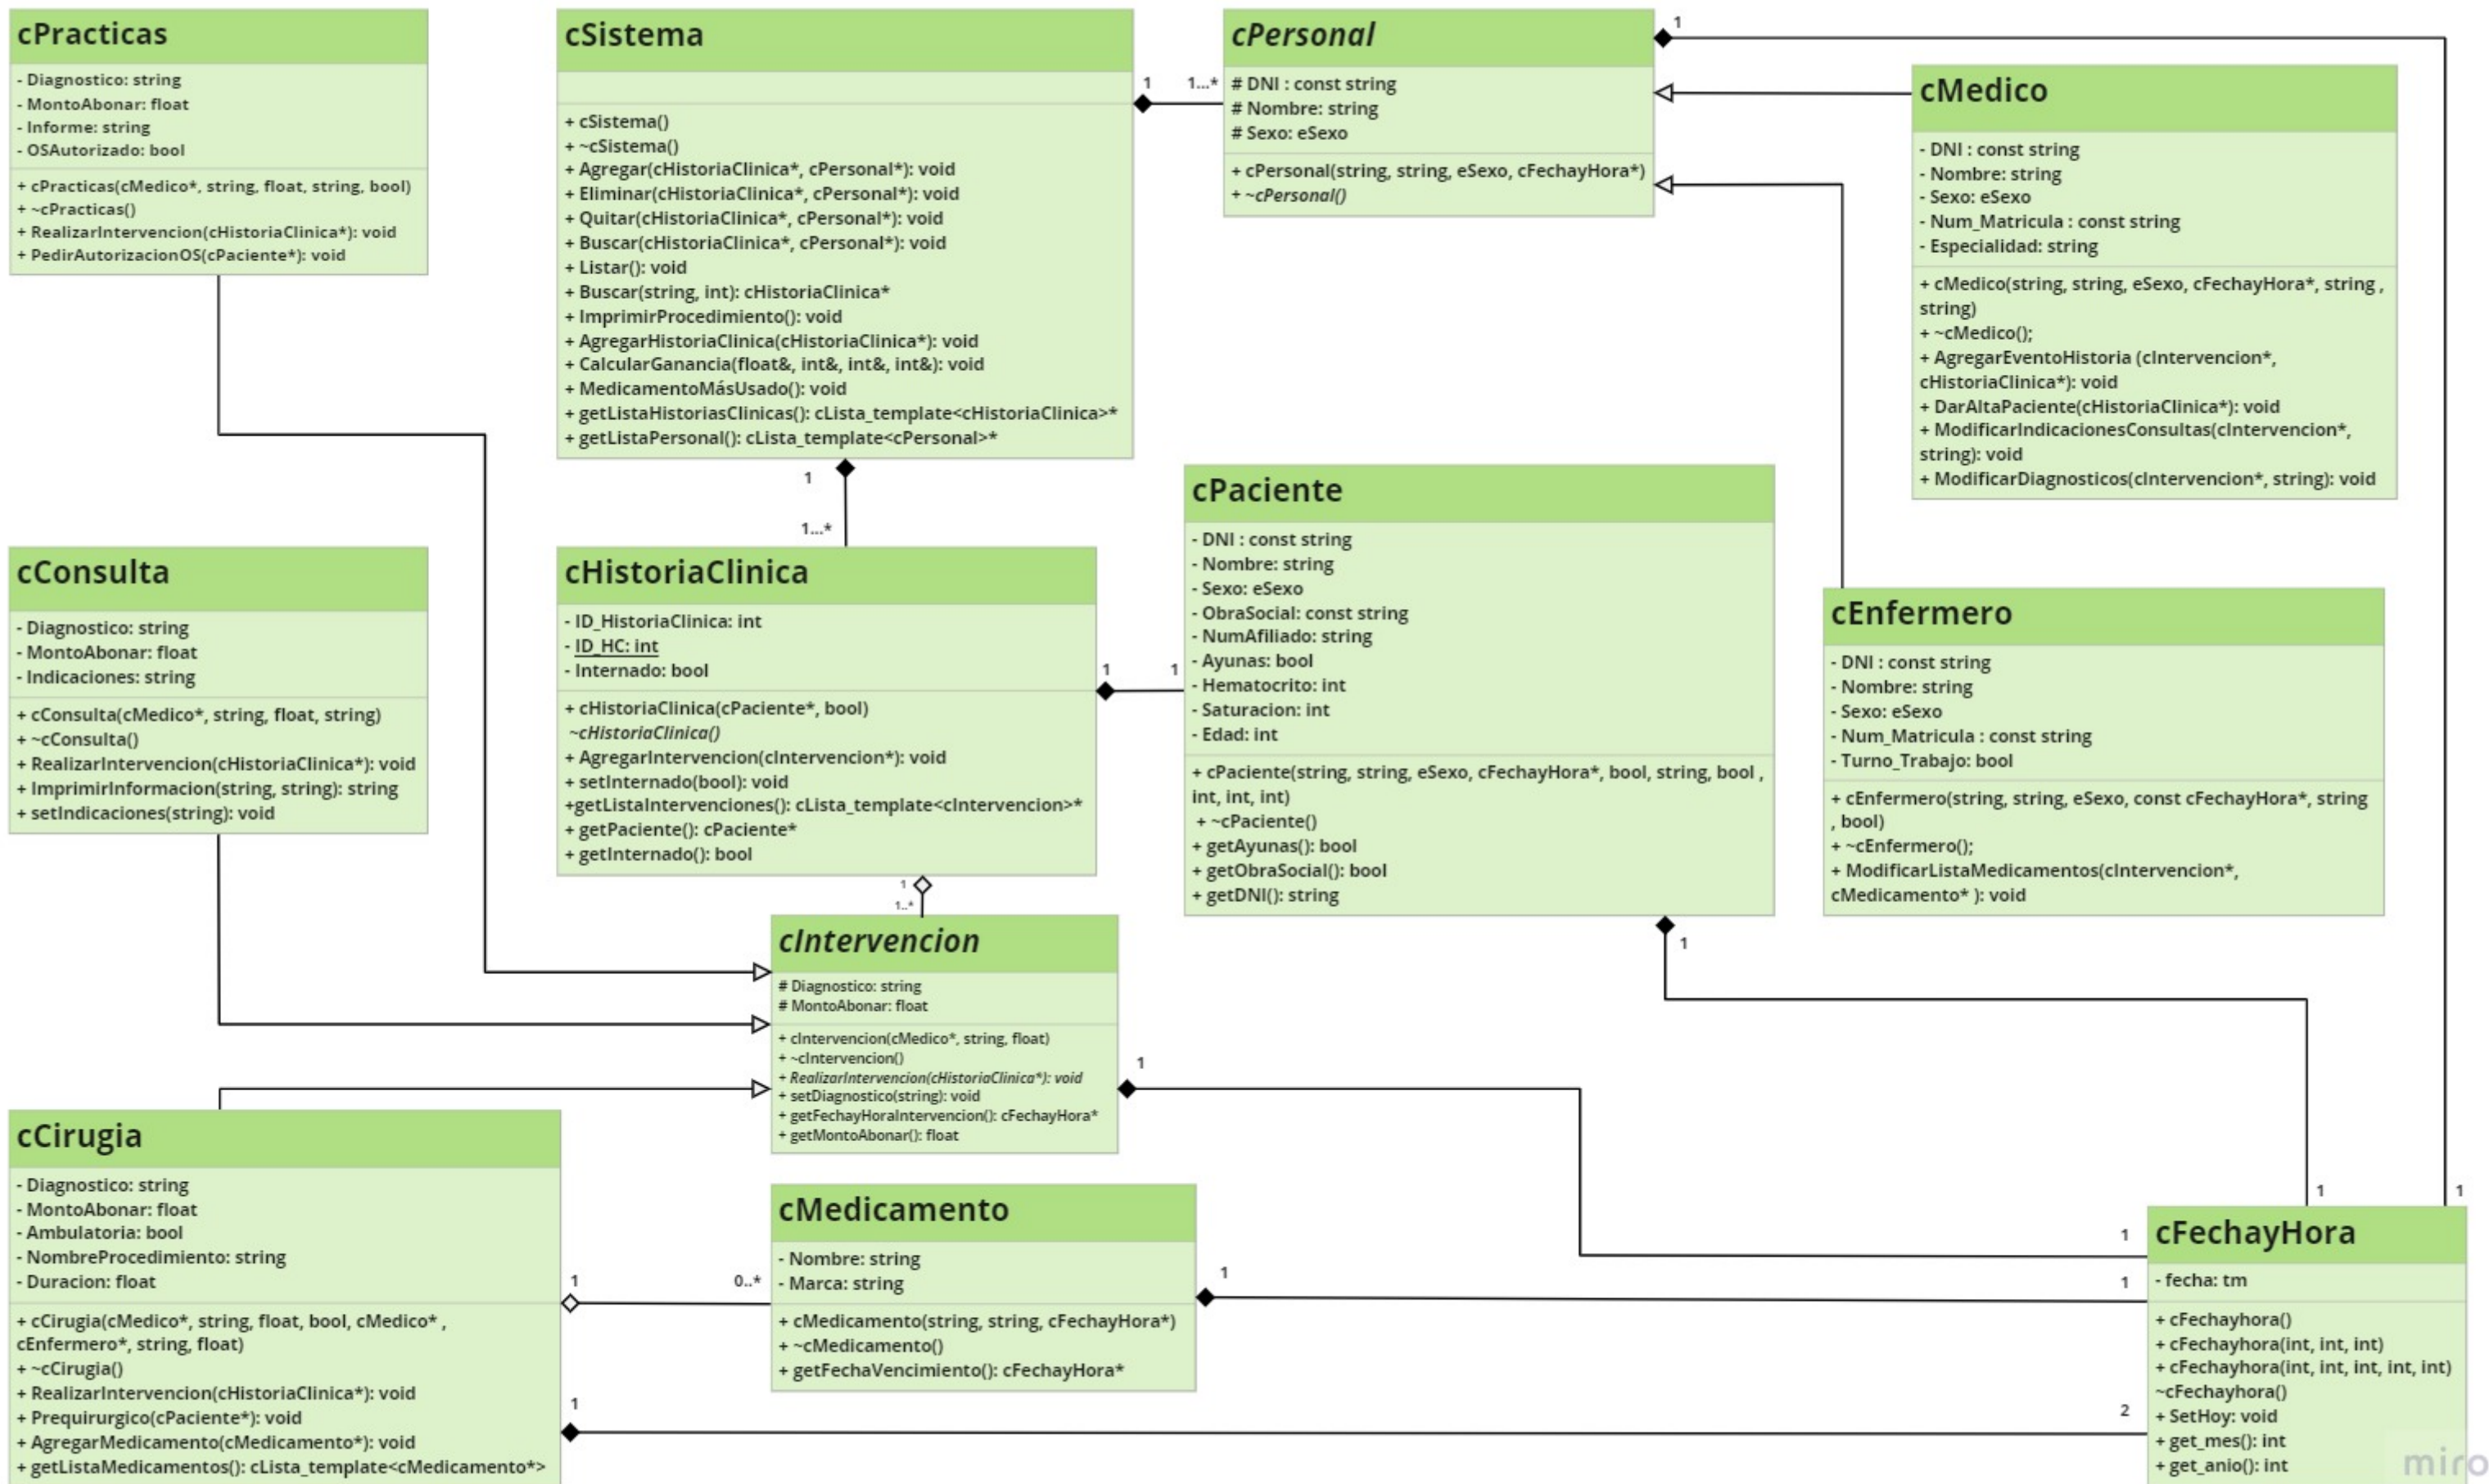 cPracticas
- Diagnostico: string
- MontoAbonar: float
- Informe: string
- OSAutorizado: bool
+ cPracticas(cMedico*, string, float, string, bool)
+ ~cPracticas()
+ RealizarIntervencion(cHistoriaClinica*): void
+ PedirAutorizacionOS(cPaciente*): void
cSistema
+ cSistema()
+ ~cSistema()
+ Agregar(cHistoriaClinica*, cPersonal*): void
+ Eliminar(cHistoriaClinica*, cPersonal*): void
+ Quitar(cHistoriaClinica*, cPersonal*): void
+ Buscar(cHistoriaClinica*, cPersonal*): void
+ Listar(): void
+ Buscar(string, int): cHistoriaClinica*
+ ImprimirProcedimiento(): void
+ AgregarHistoriaClinica(cHistoriaClinica*): void
+ CalcularGanancia(float&, int&, int&, int&): void
+ MedicamentoMásUsado(): void
+ getListaHistoriasClinicas(): cLista_template<cHistoriaClinica>*
+ getListaPersonal(): cLista_template<cPersonal>*
1
1...*
cPersonal
# DNI : const string
# Nombre: string
# Sexo: eSexo
+ cPersonal(string, string, eSexo, cFechayHora*)
+ ~cPersonal()
1
cMedico
- DNI : const string
- Nombre: string
- Sexo: eSexo
- Num_Matricula : const string
- Especialidad: string
+ cMedico(string, string, eSexo, cFechayHora*, string ,
string)
+ ~cMedico();
+ AgregarEventoHistoria (cIntervencion*,
cHistoriaClinica*): void
+ DarAltaPaciente(cHistoriaClinica*): void
+ ModificarIndicacionesConsultas(cIntervencion*,
string): void
+ ModificarDiagnosticos(cIntervencion*, string): void
1
1...*
cConsulta
- Diagnostico: string
- MontoAbonar: float
- Indicaciones: string
+ cConsulta(cMedico*, string, float, string)
+ ~cConsulta()
+ RealizarIntervencion(cHistoriaClinica*): void
+ ImprimirInformacion(string, string): string
+ setIndicaciones(string): void
cHistoriaClinica
- ID_HistoriaClinica: int
- ID_HC: int
- Internado: bool
+ cHistoriaClinica(cPaciente*, bool)
~cHistoriaClinica()
+ AgregarIntervencion(cIntervencion*): void
+ setInternado(bool): void
+getListaIntervenciones(): cLista_template<cIntervencion>*
+ getPaciente(): cPaciente*
+ getInternado(): bool
1
1
cPaciente
- DNI : const string
- Nombre: string
- Sexo: eSexo
- ObraSocial: const string
- NumAfiliado: string
- Ayunas: bool
- Hematocrito: int
- Saturacion: int
- Edad: int
+ cPaciente(string, string, eSexo, cFechayHora*, bool, string, bool ,
int, int, int)
+ ~cPaciente()
+ getAyunas(): bool
+ getObraSocial(): bool
+ getDNI(): string
1
cEnfermero
- DNI : const string
- Nombre: string
- Sexo: eSexo
- Num_Matricula : const string
- Turno_Trabajo: bool
+ cEnfermero(string, string, eSexo, const cFechayHora*, string
, bool)
+ ~cEnfermero();
+ ModificarListaMedicamentos(cIntervencion*,
cMedicamento* ): void
1
1..*
cIntervencion
# Diagnostico: string
# MontoAbonar: float
+ cIntervencion(cMedico*, string, float)
+ ~cIntervencion()
+ RealizarIntervencion(cHistoriaClinica*): void
+ setDiagnostico(string): void
+ getFechayHoraIntervencion(): cFechayHora*
+ getMontoAbonar(): float
1
cCirugia
- Diagnostico: string
- MontoAbonar: float
- Ambulatoria: bool
- NombreProcedimiento: string
- Duracion: float
+ cCirugia(cMedico*, string, float, bool, cMedico* ,
cEnfermero*, string, float)
+ ~cCirugia()
+ RealizarIntervencion(cHistoriaClinica*): void
+ Prequirurgico(cPaciente*): void
+ AgregarMedicamento(cMedicamento*): void
+ getListaMedicamentos(): cLista_template<cMedicamento*>
1
0..*
1
cMedicamento
- Nombre: string
- Marca: string
+ cMedicamento(string, string, cFechayHora*)
+ ~cMedicamento()
+ getFechaVencimiento(): cFechayHora*
1
1
1
1
1
2
cFechayHora
- fecha: tm
+ cFechayhora()
+ cFechayhora(int, int, int)
+ cFechayhora(int, int, int, int, int)
~cFechayhora()
+ SetHoy: void
+ get_mes(): int
+ get_anio(): int
miro